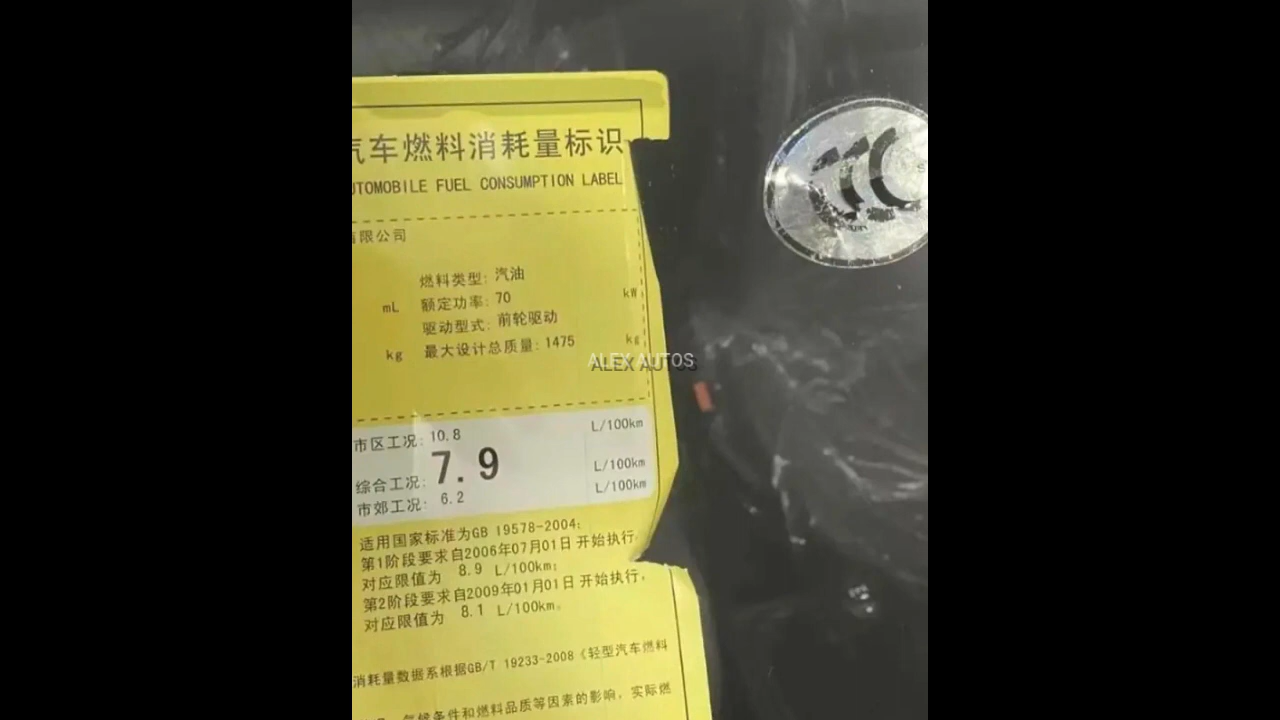 汽车燃料消耗量标识
AUTOMOBILE FUEL CONSUMPTION LABEL
有限公司
燃料类型: 汽油
mL 额定功率: 70 kW
驱动型式: 前轮驱动
kg 最大设计总质量: 1475 kg
ALEX AUTOS
市区工况: 10.8 L/100km
综合工况: 7.9 L/100km
市郊工况: 6.2 L/100km
适用国家标准为GB 19578-2004:
第1阶段要求自2006年07月01日 开始执行,
对应限值为 8.9 L/100km;
第2阶段要求自2009年01月01日 开始执行,
对应限值为 8.1 L/100km。
消耗量数据系根据GB/T 19233-2008《轻型汽车燃料
气候条件和燃料品质等因素的影响, 实际燃